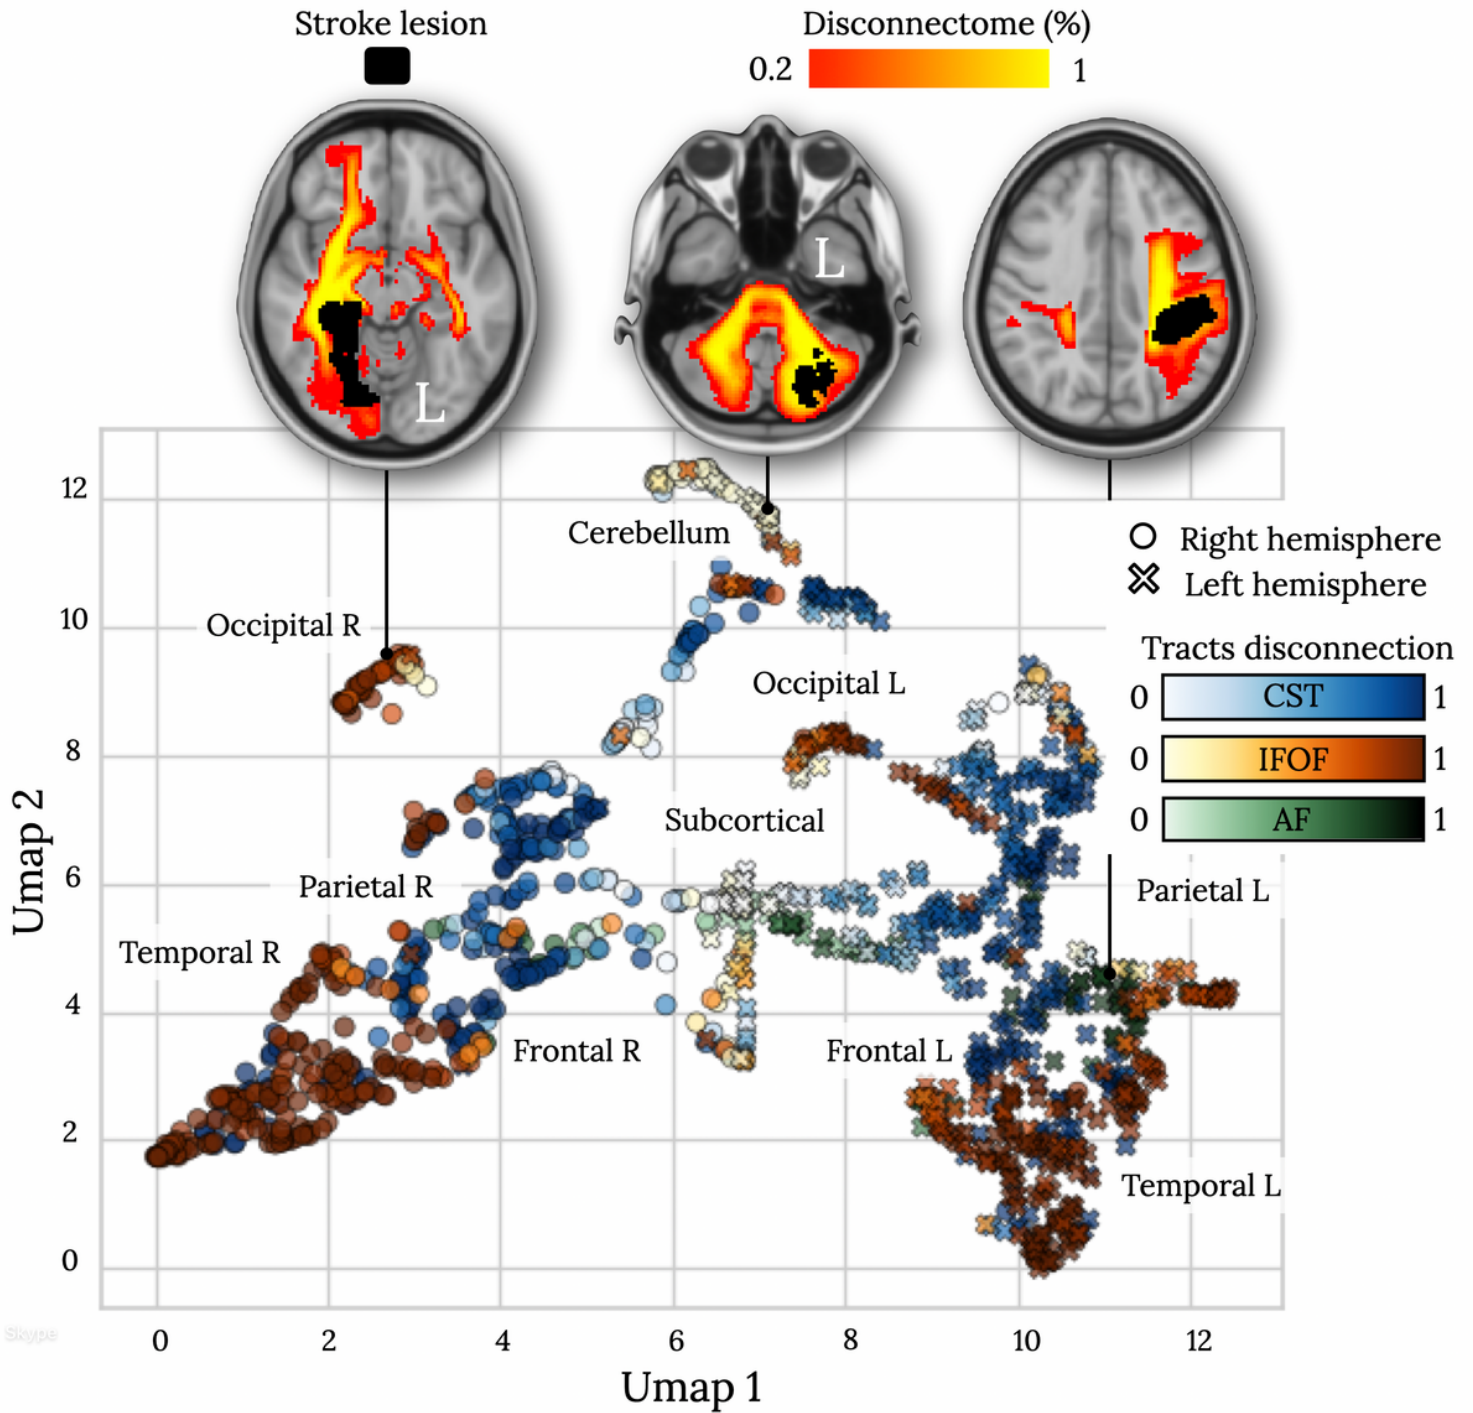 Stroke lesion
Disconnectome (%)
0.2
1
L
L
12
Cerebellum
Right hemisphere
Left hemisphere
10
Occipital R
Tracts disconnection
Occipital L
0 CST 1
8
0 IFOF 1
Subcortical
0 AF 1
6
Parietal R
Parietal L
Umap 2
Temporal R
4
Frontal R
Frontal L
2
Temporal L
0
Skype
0 2 4 6 8 10 12
Umap 1